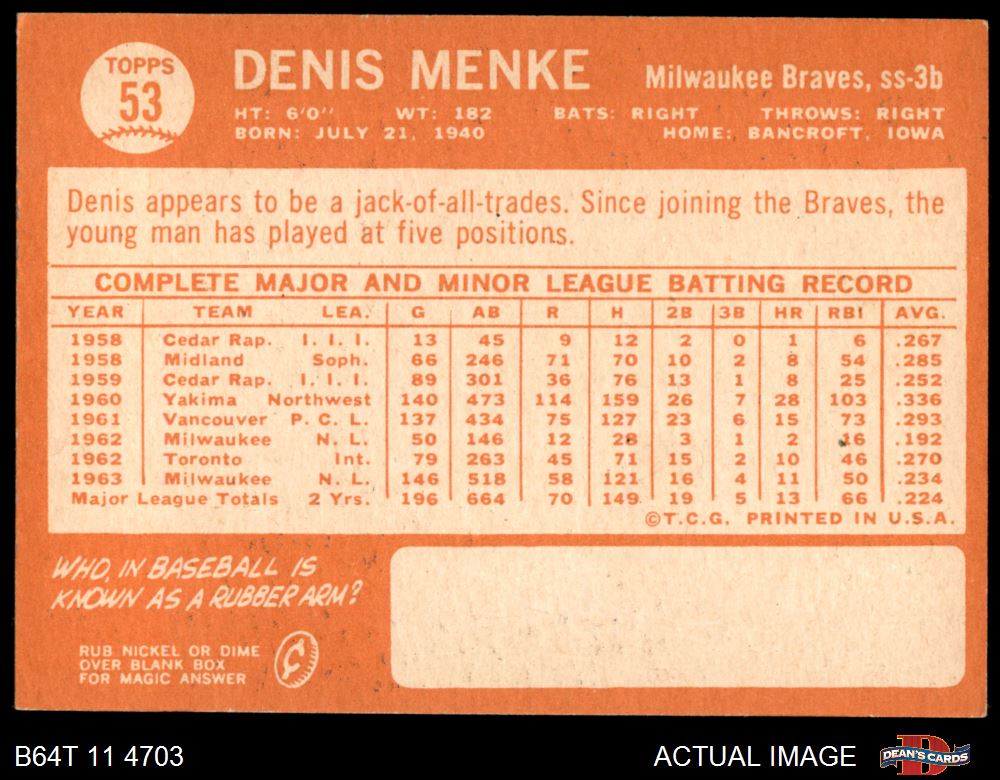 TOPPS
53
DENIS MENKE
Milwaukee Braves, ss-3b
HT: 6'0" WT: 182 BATS: RIGHT THROWS: RIGHT
BORN: JULY 21, 1940 HOME: BANCROFT, IOWA
Denis appears to be a jack-of-all-trades. Since joining the Braves, the
young man has played at five positions.
COMPLETE MAJOR AND MINOR LEAGUE BATTING RECORD
YEAR TEAM LEA. G AB R H 2B 3B HR RBI AVG.
1958 Cedar Rap. I. I. I. 13 45 9 12 2 0 1 6 .267
1958 Midland Soph. 66 246 71 70 10 2 8 54 .285
1959 Cedar Rap. I. I. I. 89 301 36 76 13 1 8 25 .252
1960 Yakima Northwest 140 473 114 159 26 7 28 103 .336
1961 Vancouver P. C. L. 137 434 75 127 23 6 15 73 .293
1962 Milwaukee N. L. 50 146 12 28 3 1 2 16 .192
1962 Toronto Int. 79 263 45 71 15 2 10 46 .270
1963 Milwaukee N. L. 146 518 58 121 16 4 11 50 .234
Major League Totals 2 Yrs. 196 664 70 149 19 5 13 66 .224
©T.C.G. PRINTED IN U.S.A.
WHO, IN BASEBALL IS
KNOWN AS A RUBBER ARM?
RUB NICKEL OR DIME
OVER BLANK BOX
FOR MAGIC ANSWER
B64T 11 4703
ACTUAL IMAGE
DEAN'S CARDS